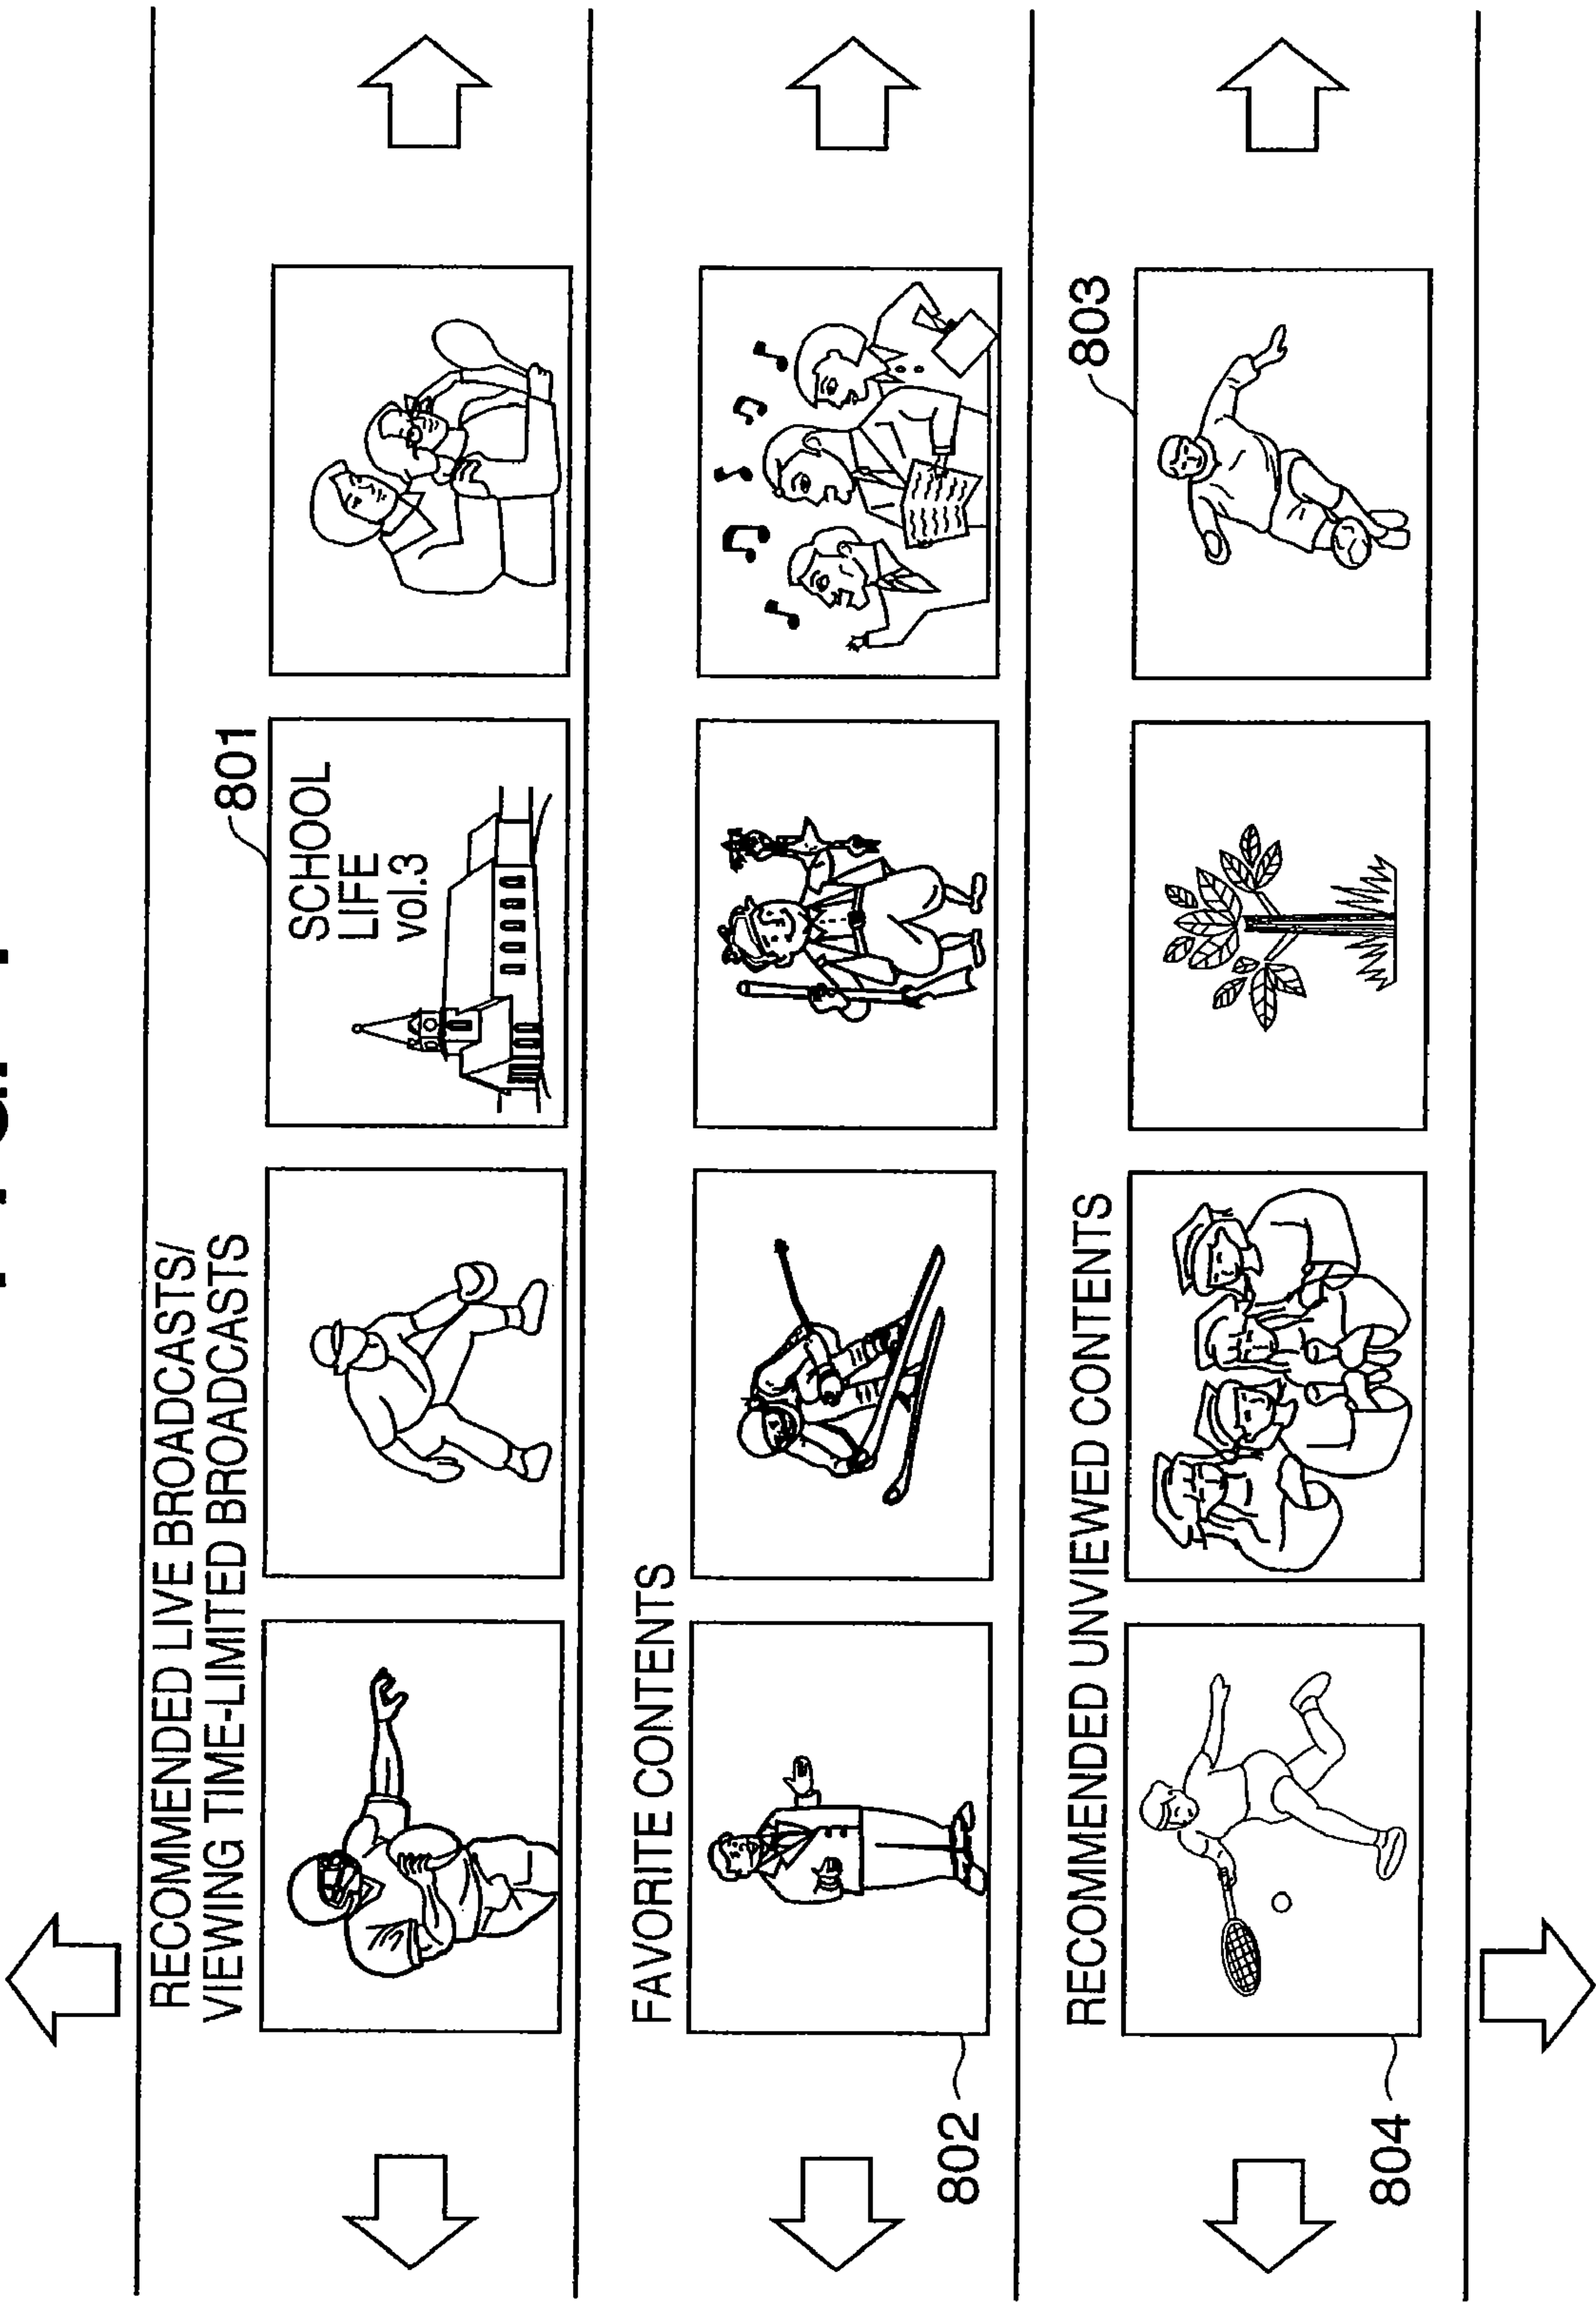 RECOMMENDED LIVE BROADCASTS/
VIEWING TIME-LIMITED BROADCASTS
801
SCHOOL
LIFE
vol.3
FAVORITE CONTENTS
802
RECOMMENDED UNVIEWED CONTENTS
803
804